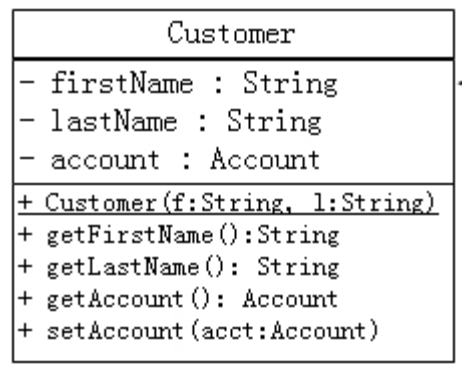 Customer
- firstName : String
- lastName : String
- account : Account
+ Customer(f:String, l:String)
+ getFirstName():String
+ getLastName(): String
+ getAccount(): Account
+ setAccount(acct:Account)